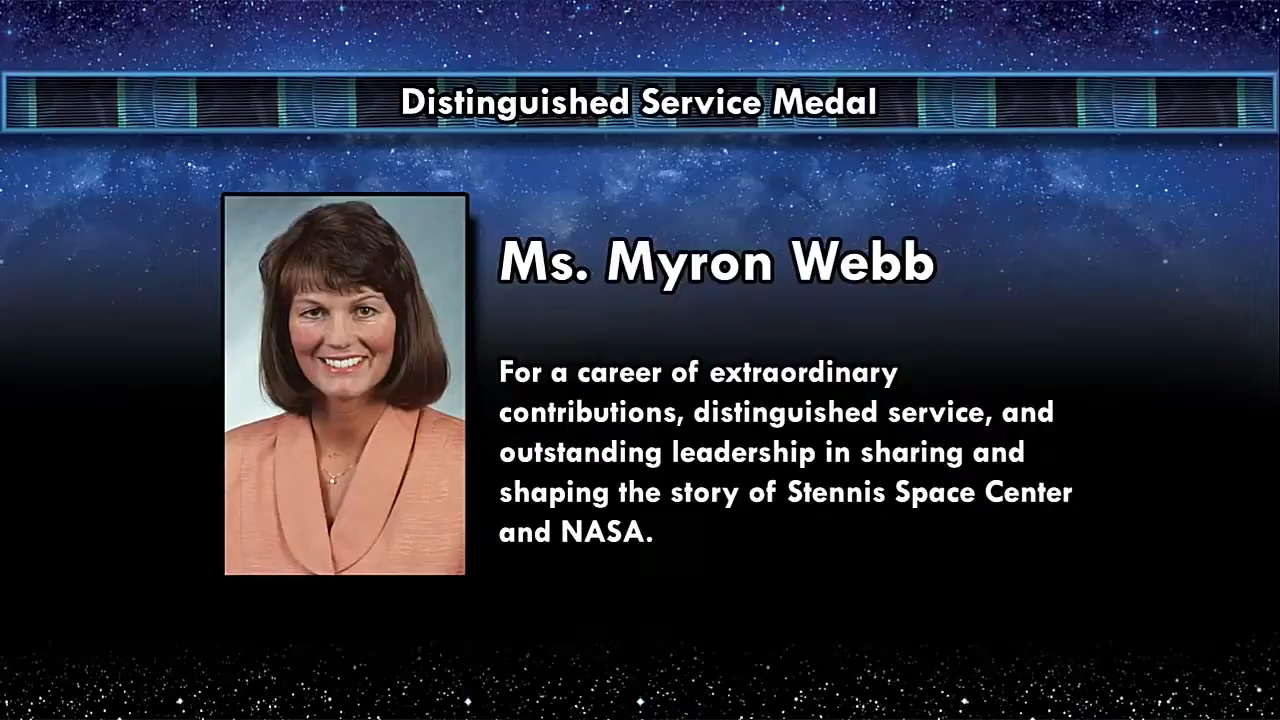 Distinguished Service Medal
Ms. Myron Webb
For a career of extraordinary
contributions, distinguished service, and
outstanding leadership in sharing and
shaping the story of Stennis Space Center
and NASA.